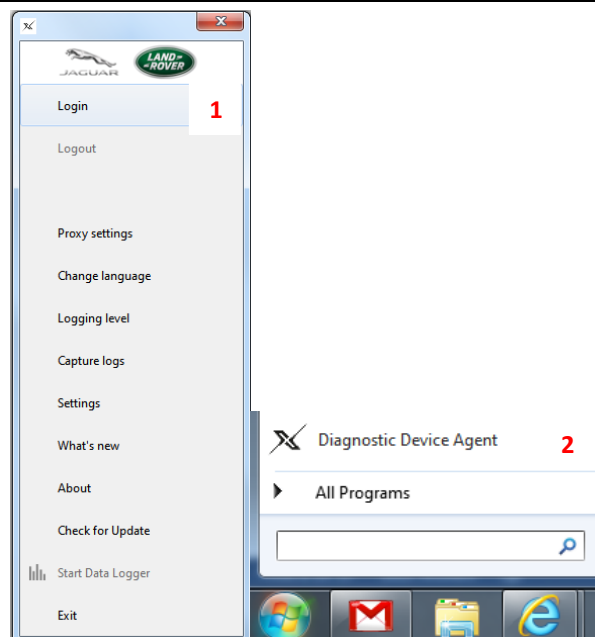 JAGUAR
LAND-
-ROVER
Login
1
Logout
Proxy settings
Change language
Logging level
Capture logs
Settings
What's new
About
Check for Update
Start Data Logger
Exit
Diagnostic Device Agent
2
All Programs